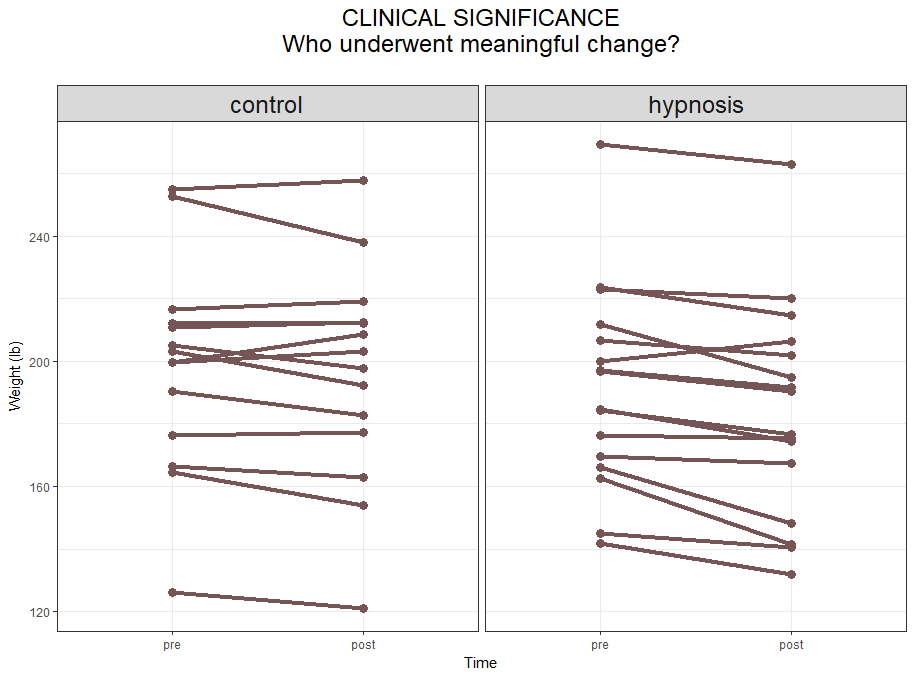 CLINICAL SIGNIFICANCE
Who underwent meaningful change?
control
hypnosis
Weight (lb)
240
200
160
120
pre
post
pre
post
Time